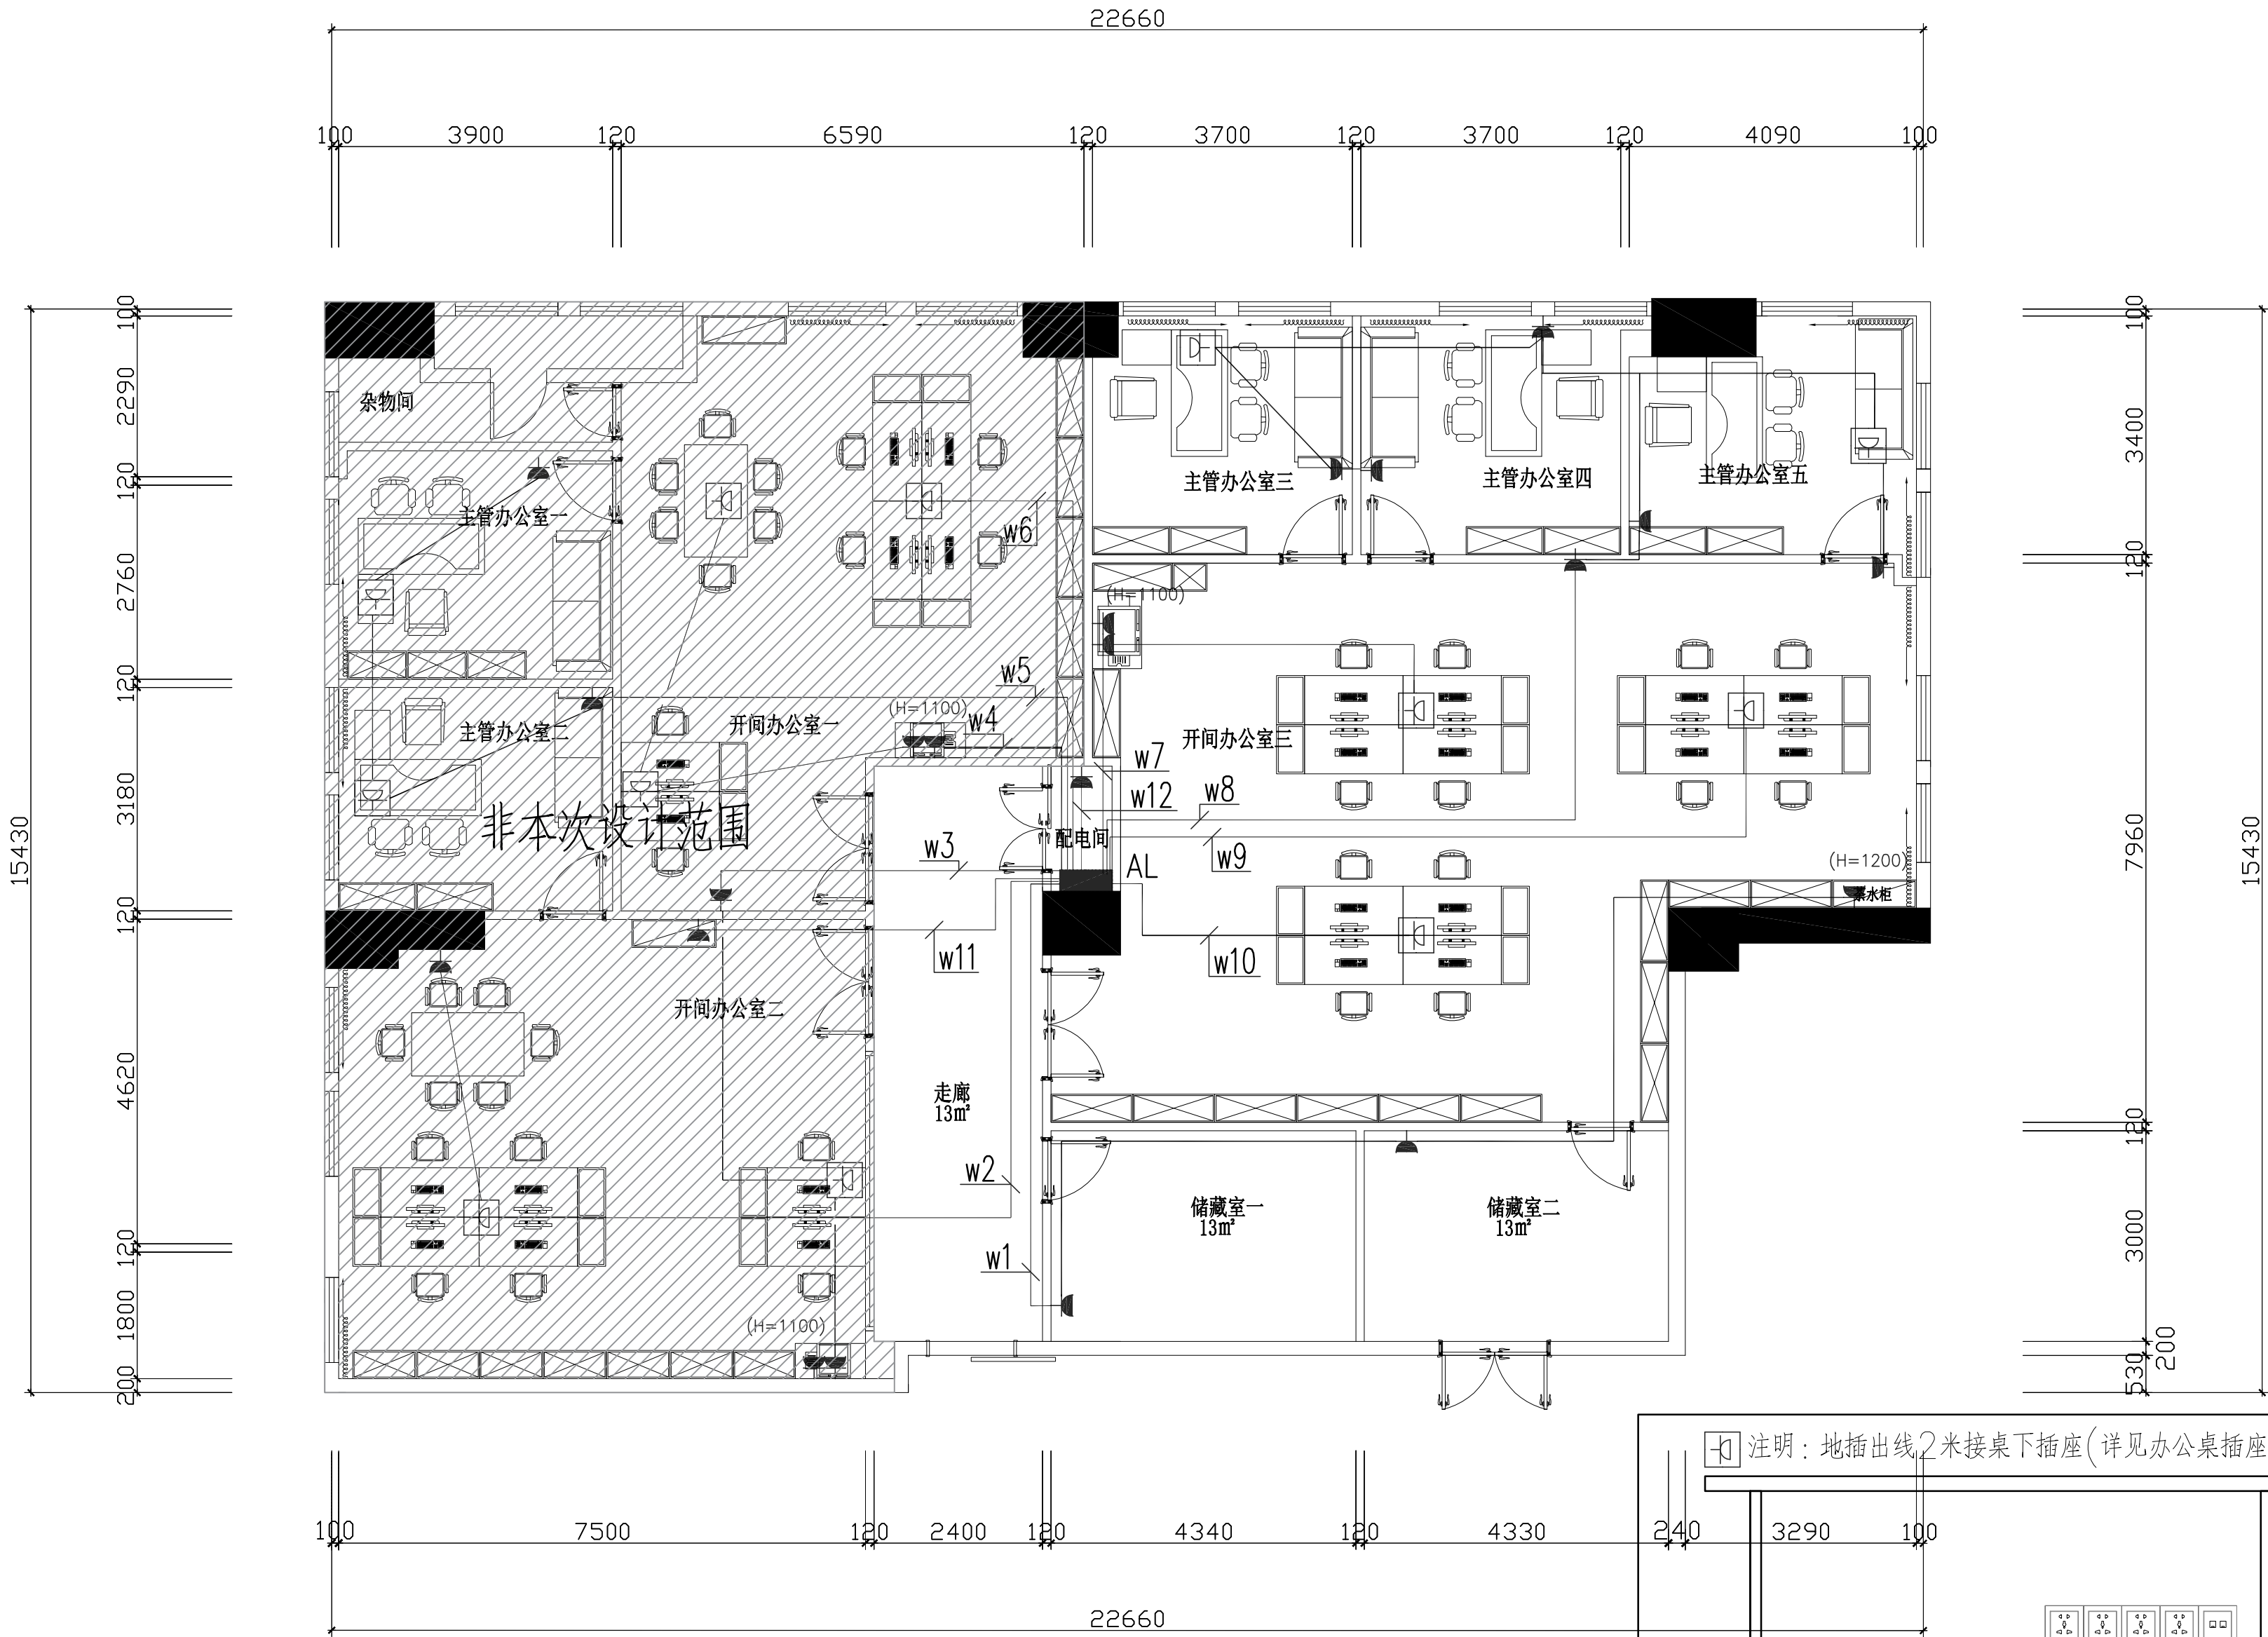 22660
100 3900 120 6590 120 3700 120 3700 120 4090 100
15430
100 2290 120 2760 120 3180 120 4620 120 1800 200
100 3400 120 7960 120 3000 200 530
15430
杂物间
主管办公室一
w6
主管办公室三
主管办公室四
主管办公室五
(H=1100)
w5
(H=1100)
w4
主管办公室二
开间办公室一
开间办公室三
w7
w12
w8
非本次设计范围
w3
配电间
w9
AL
(H=1200)
茶水柜
w11
w10
开间办公室二
走廊
13m²
w2
储藏室一
13m²
储藏室二
13m²
w1
(H=1100)
注明：地插出线2米接桌下插座(详见办公桌插座
100 7500 120 2400 120 4340 120 4330 240 3290 100
22660